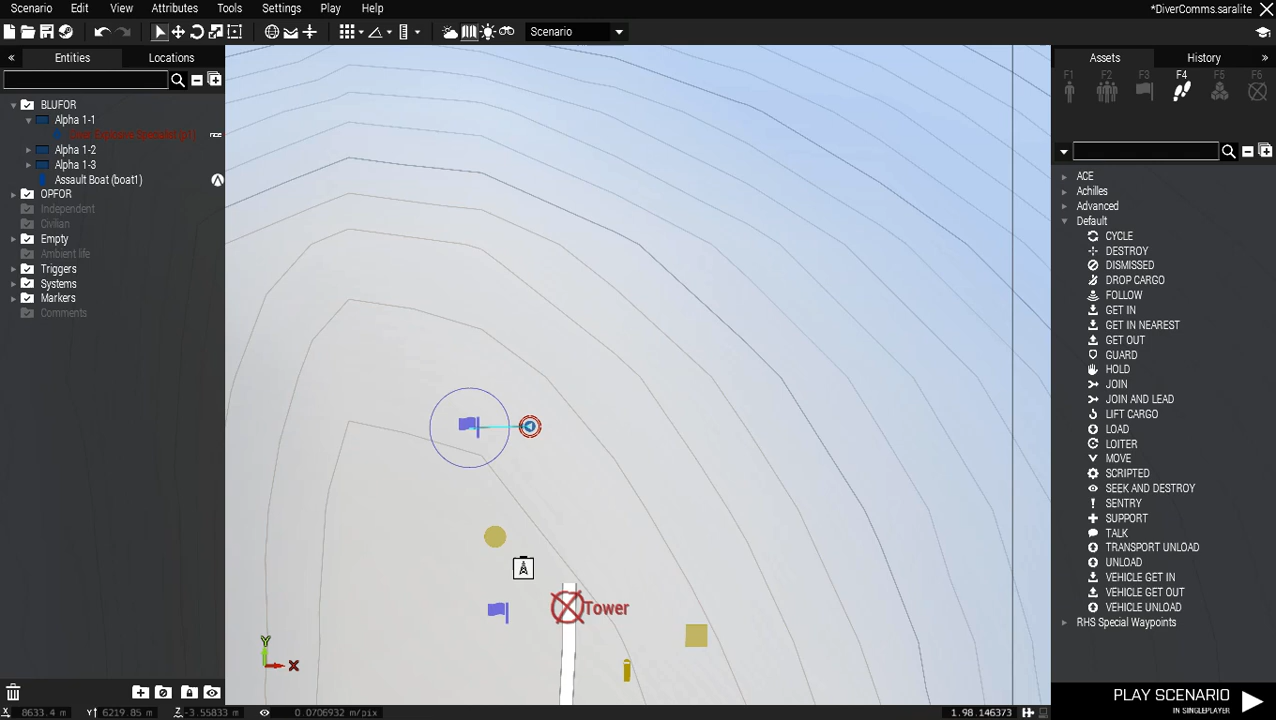 Scenario Edit View Attributes Tools Settings Play Help *DiverComms.saralite
Scenario
Entities Locations
Assets History
F1 F2 F3 F4 F5 F6
BLUFOR
Alpha 1-1
Alpha 1-2
Alpha 1-3
Assault Boat (boat1)
OPFOR
Independent
Civilian
Empty
Ambient life
Triggers
Systems
Markers
Comments
Tower
Y
X
ACE
Achilles
Advanced
Default
CYCLE
DESTROY
DISMISSED
DROP CARGO
FOLLOW
GET IN
GET IN NEAREST
GET OUT
GUARD
HOLD
JOIN
JOIN AND LEAD
LIFT CARGO
LOAD
LOITER
MOVE
SCRIPTED
SEEK AND DESTROY
SENTRY
SUPPORT
TALK
TRANSPORT UNLOAD
UNLOAD
VEHICLE GET IN
VEHICLE GET OUT
VEHICLE UNLOAD
RHS Special Waypoints
PLAY SCENARIO
IN SINGLEPLAYER
X 8633.4 m Y 6219.85 m Z -3.55833 m 0.0706932 m/pix 1.98.146373